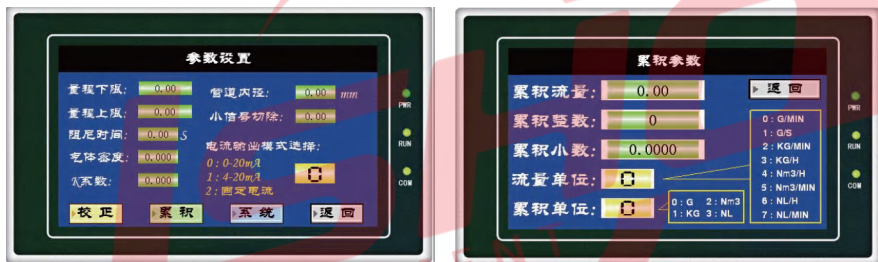 参数设置
量程下限: 0.00
管道内径: 0.00 mm
量程上限: 0.00
小信号切除: 0.00
阻尼时间: 0.00 S
电流输出模式选择:
气体密度: 0.000
0:0-20mA
1:4-20mA
2:固定电流
0
K系数: 0.000
校正
累积
系统
返回
PWR
RUN
COM
累积参数
累积流量: 0.00
返回
累积整数: 0
累积小数: 0.0000
流量单位: 0
0:G/MIN
1:G/S
2:KG/MIN
3:KG/H
4:Nm3/H
5:Nm3/MIN
6:NL/H
7:NL/MIN
累积单位: 0
0:G 2:Nm3
1:KG 3:NL
PWR
RUN
COM